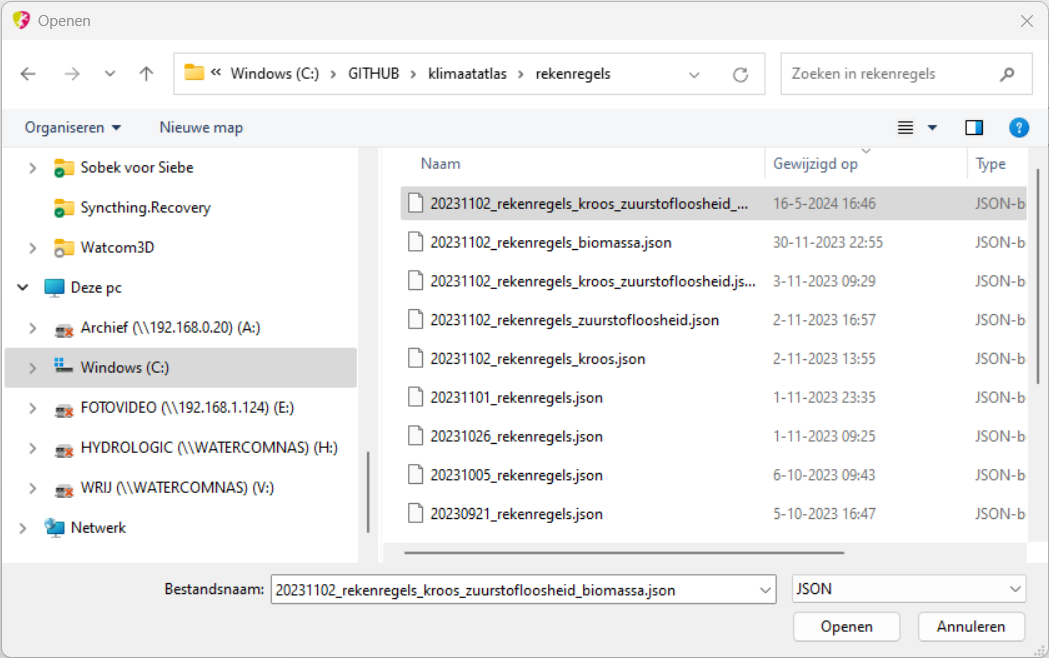 Openen
« Windows (C:) › GITHUB › klimaatatlas › rekenregels
Zoeken in rekenregels
Organiseren
Nieuwe map
?
Sobek voor Siebe
Syncthing.Recovery
Watcom3D
Deze pc
Archief (\\192.168.0.20) (A:)
Windows (C:)
FOTOVIDEO (\\192.168.1.124) (E:)
HYDROLOGIC (\\WATERCOMNAS) (H:)
WRIJ (\\WATERCOMNAS) (V:)
Netwerk
Naam Gewijzigd op Type
20231102_rekenregels_kroos_zuurstofloosheid_... 16-5-2024 16:46 JSON-b
20231102_rekenregels_biomassa.json 30-11-2023 22:55 JSON-b
20231102_rekenregels_kroos_zuurstofloosheid.js... 3-11-2023 09:29 JSON-b
20231102_rekenregels_zuurstofloosheid.json 2-11-2023 16:57 JSON-b
20231102_rekenregels_kroos.json 2-11-2023 13:55 JSON-b
20231101_rekenregels.json 1-11-2023 23:35 JSON-b
20231026_rekenregels.json 1-11-2023 09:25 JSON-b
20231005_rekenregels.json 6-10-2023 09:43 JSON-b
20230921_rekenregels.json 5-10-2023 16:47 JSON-b
Bestandsnaam: 20231102_rekenregels_kroos_zuurstofloosheid_biomassa.json JSON
Openen Annuleren